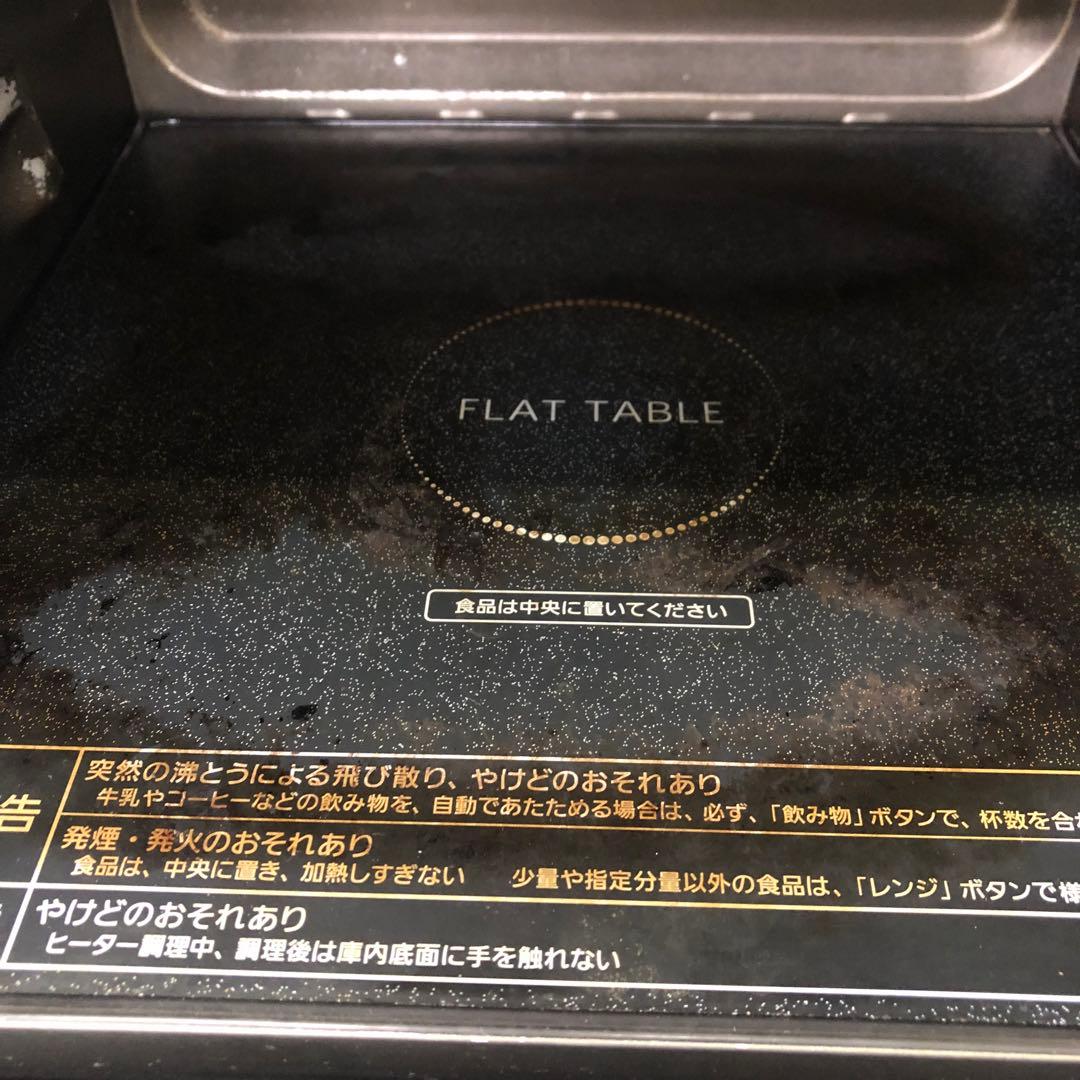 FLAT TABLE
食品は中央に置いてください
告
突然の沸とうによる飛び散り、やけどのおそれあり
牛乳やコーヒーなどの飲み物を、自動であたためる場合は、必ず、「飲み物」ボタンで、杯数を合
発煙・発火のおそれあり
食品は、中央に置き、加熱しすぎない 少量や指定分量以外の食品は、「レンジ」ボタンで様
やけどのおそれあり
ヒーター調理中、調理後は庫内底面に手を触れない